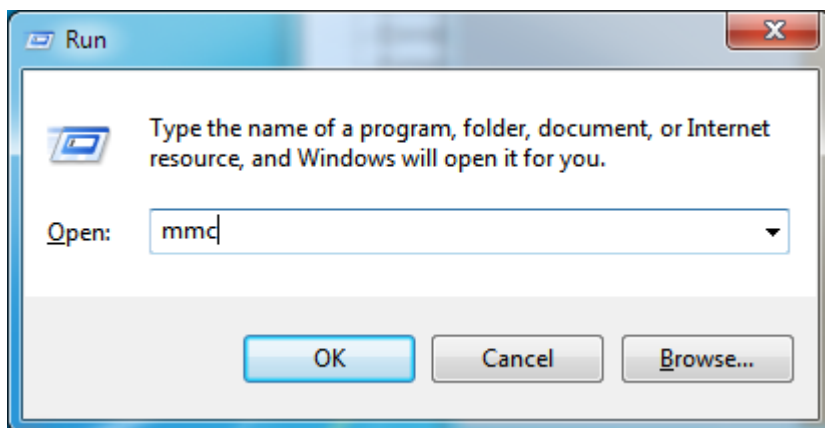 Run
Type the name of a program, folder, document, or Internet
resource, and Windows will open it for you.
Open: mmc
OK Cancel Browse...